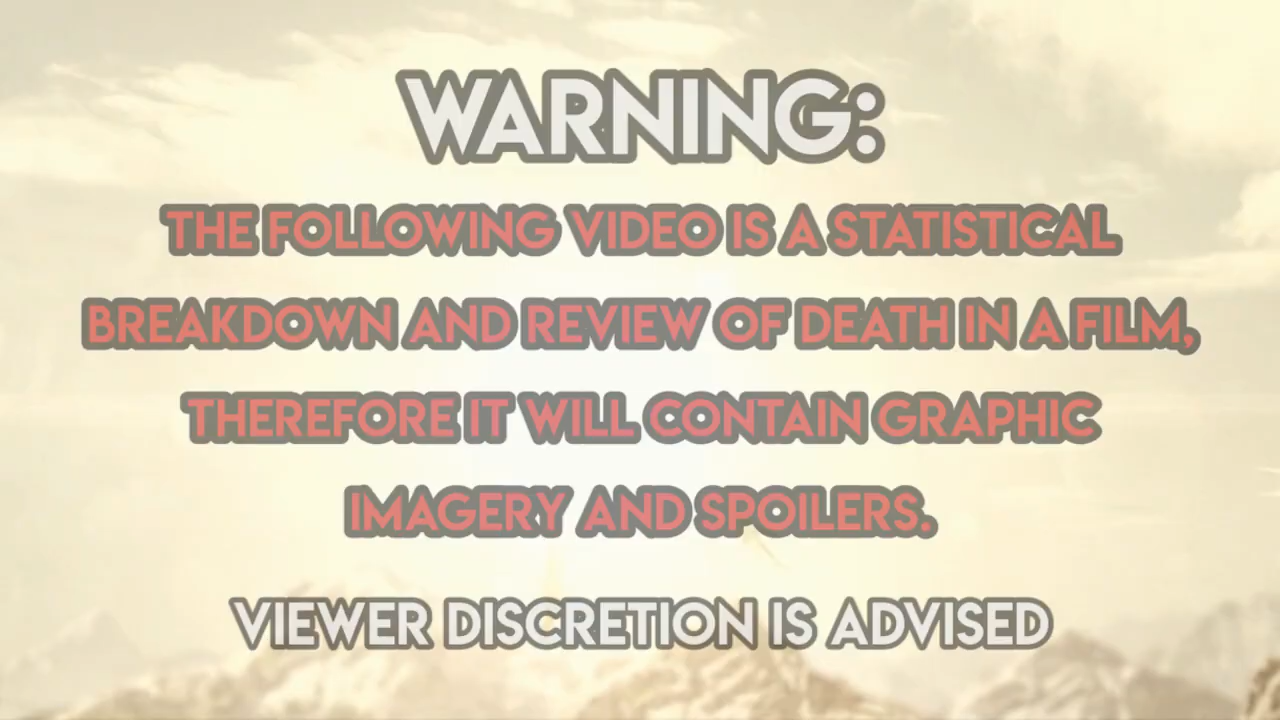 WARNING:
THE FOLLOWING VIDEO IS A STATISTICAL
BREAKDOWN AND REVIEW OF DEATH IN A FILM,
THEREFORE IT WILL CONTAIN GRAPHIC
IMAGERY AND SPOILERS.
VIEWER DISCRETION IS ADVISED